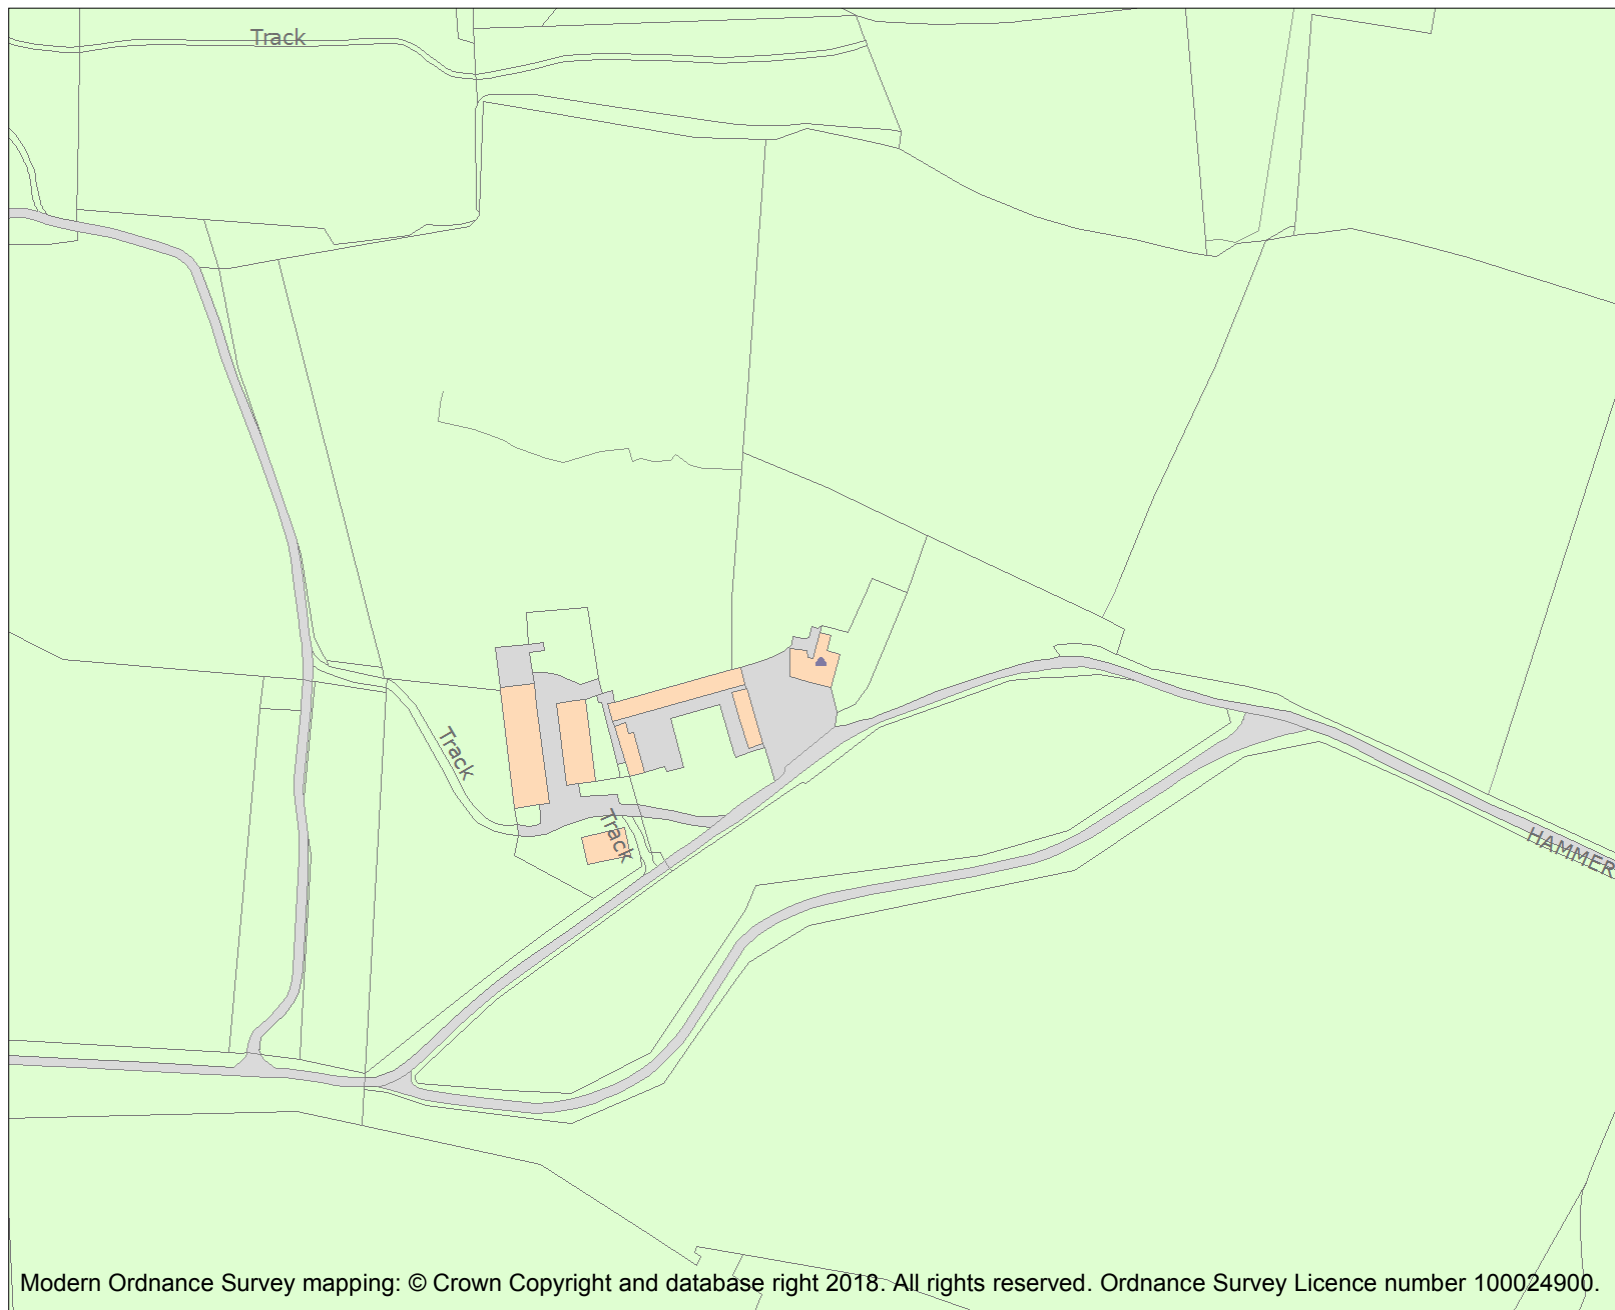 Track
Track
Track
HAMMER
Modern Ordnance Survey mapping: © Crown Copyright and database right 2018. All rights reserved. Ordnance Survey Licence number 100024900.